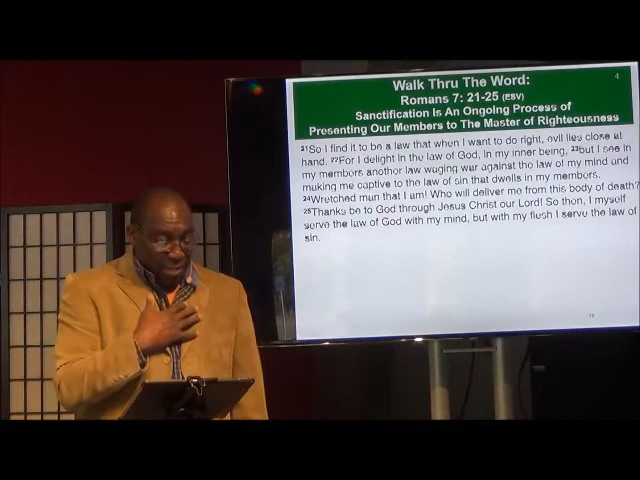 Walk Thru The Word: 4
Romans 7: 21-25 (ESV)
Sanctification Is An Ongoing Process of
Presenting Our Members to The Master of Righteousness
21So I find it to be a law that when I want to do right, evil lies close at
hand. 22For I delight in the law of God, in my inner being, 23but I see in
my members another law waging war against the law of my mind and
making me captive to the law of sin that dwells in my members.
24Wretched man that I am! Who will deliver me from this body of death?
25Thanks be to God through Jesus Christ our Lord! So then, I myself
serve the law of God with my mind, but with my flesh I serve the law of
sin.